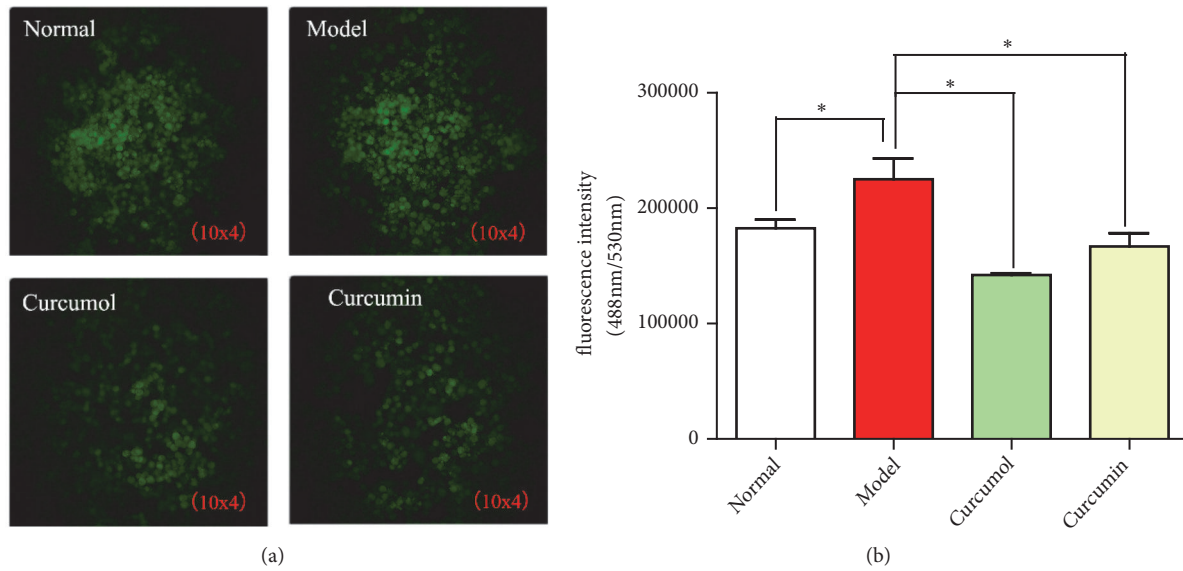 Normal
(10x4)
Model
(10x4)
Curcumol
(10x4)
Curcumin
(10x4)
(a)
fluorescence intensity
(488nm/530nm)
300000
200000
100000
0
*
*
*
Normal
Model
Curcumol
Curcumin
(b)